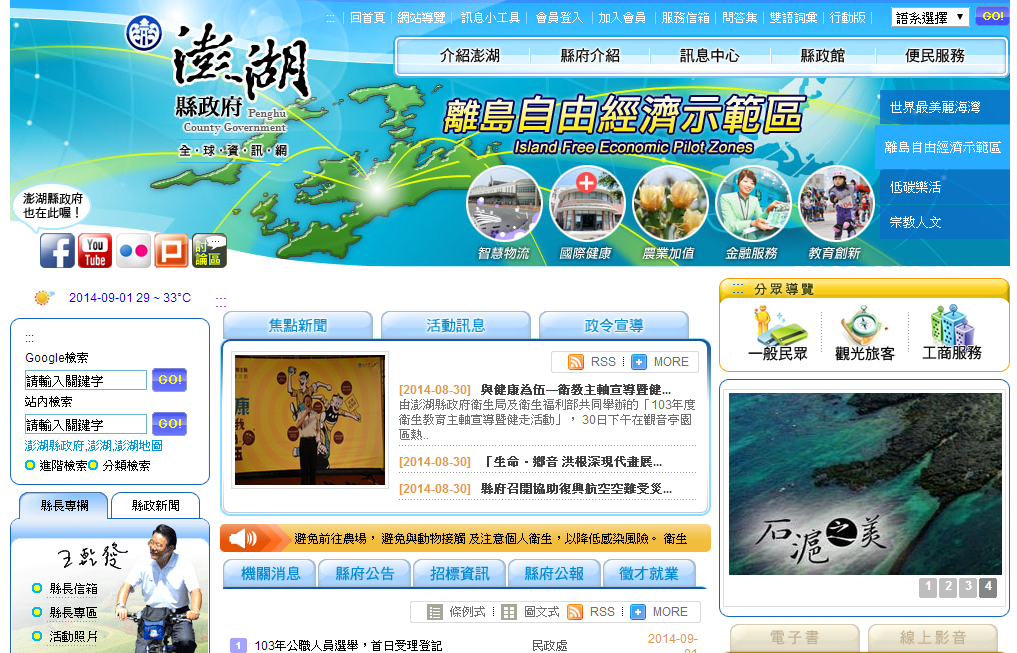 ::: | 回首頁 | 網站導覽 | 訊息小工具 | 會員登入 | 加入會員 | 服務信箱 | 問答集 | 雙語詞彙 | 行動版 |
語系選擇 ▼ GO!
澎湖
縣政府 Penghu
County Government
全・球・資・訊・網
介紹澎湖 縣府介紹 訊息中心 縣政館 便民服務
離島自由經濟示範區
Island Free Economic Pilot Zones
世界最美麗海灣
離島自由經濟示範區
低碳樂活
宗教人文
智慧物流 國際健康 農業加值 金融服務 教育創新
澎湖縣政府
也在此喔！
f You Tube P 討論區
2014-09-01 29 ~ 33°C
:::
:::
Google檢索
請輸入關鍵字 GO!
站內檢索
請輸入關鍵字 GO!
澎湖縣政府,澎湖,澎湖地圖
進階檢索 分類檢索
縣長專欄 縣政新聞
王乾發
縣長信箱
縣長專區
活動照片
焦點新聞 活動訊息 政令宣導
RSS ⁝ MORE
[2014-08-30] 與健康為伍—衛教主軸宣導暨健...
由澎湖縣政府衛生局及衛生福利部共同舉辦的「103年度
衛生教育主軸宣導暨健走活動」， 30日下午在觀音亭園
區熱..
[2014-08-30] 「生命‧鄉音 洪根深現代畫展...
[2014-08-30] 縣府召開協助復興航空空難受災...
避免前往農場， 避免與動物接觸 及注意個人衛生，以降低感染風險。 衛生
機關消息 縣府公告 招標資訊 縣府公報 徵才就業
條例式 ⁝ 圖文式 RSS ⁝ MORE
1 103年公職人員選舉，首日受理登記 民政處 2014-09-
01
::: 分眾導覽
一般民眾 觀光旅客 工商服務
石滬之美
1 2 3 4
電子書 線上影音